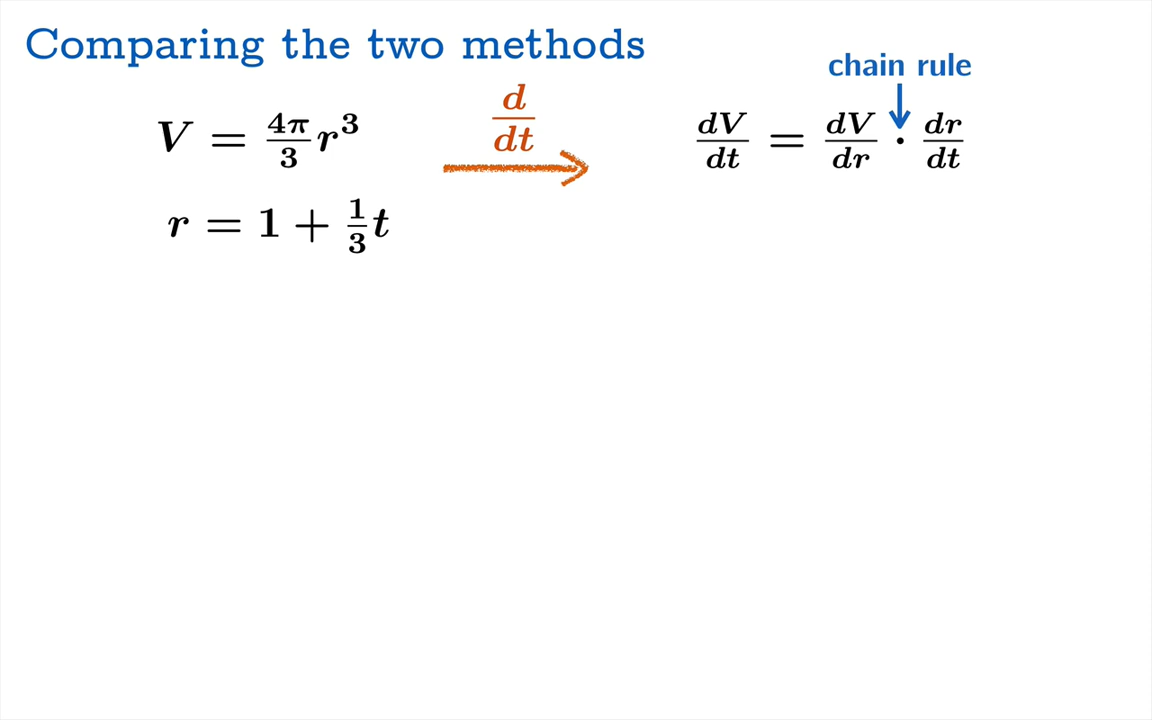 Comparing the two methods
chain rule
V = 4π/3 r³
d/dt
dV/dt = dV/dr · dr/dt
r = 1 + 1/3 t